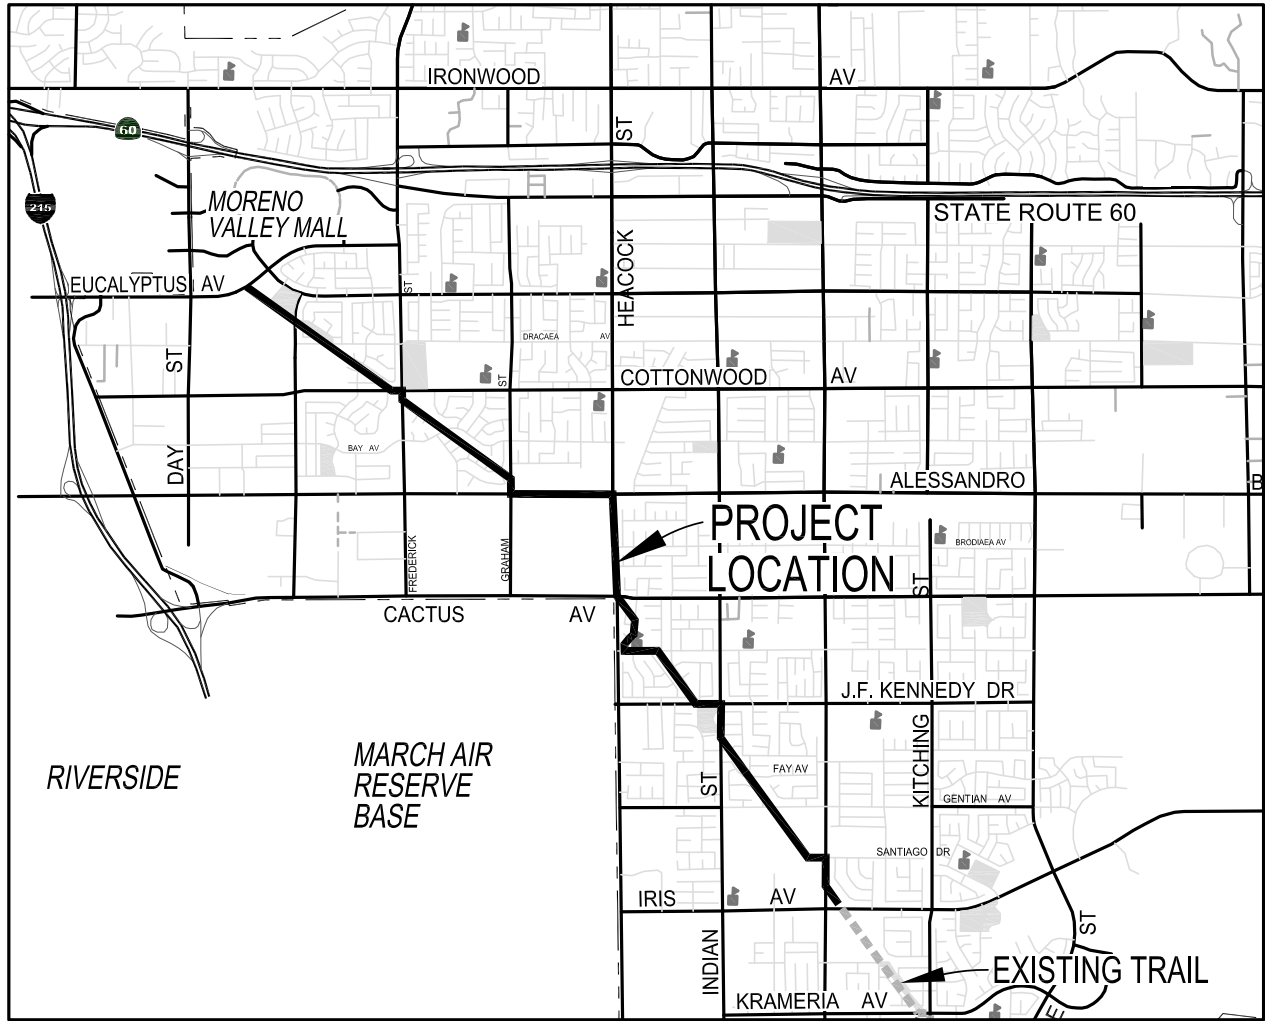 IRONWOOD AV
60
ST
215
MORENO
VALLEY MALL
STATE ROUTE 60
HEACOCK
EUCALYPTUS AV
ST
DRACAEA AV
ST
ST
COTTONWOOD AV
DAY
BAY AV
ALESSANDRO B
PROJECT
LOCATION
BRODIAEA AV
FREDERICK
GRAHAM
ST
CACTUS AV
J.F. KENNEDY DR
KITCHING
MARCH AIR
RESERVE
BASE
RIVERSIDE
FAY AV
ST
GENTIAN AV
SANTIAGO DR
IRIS AV
ST
INDIAN
EXISTING TRAIL
KRAMERIA AV
E